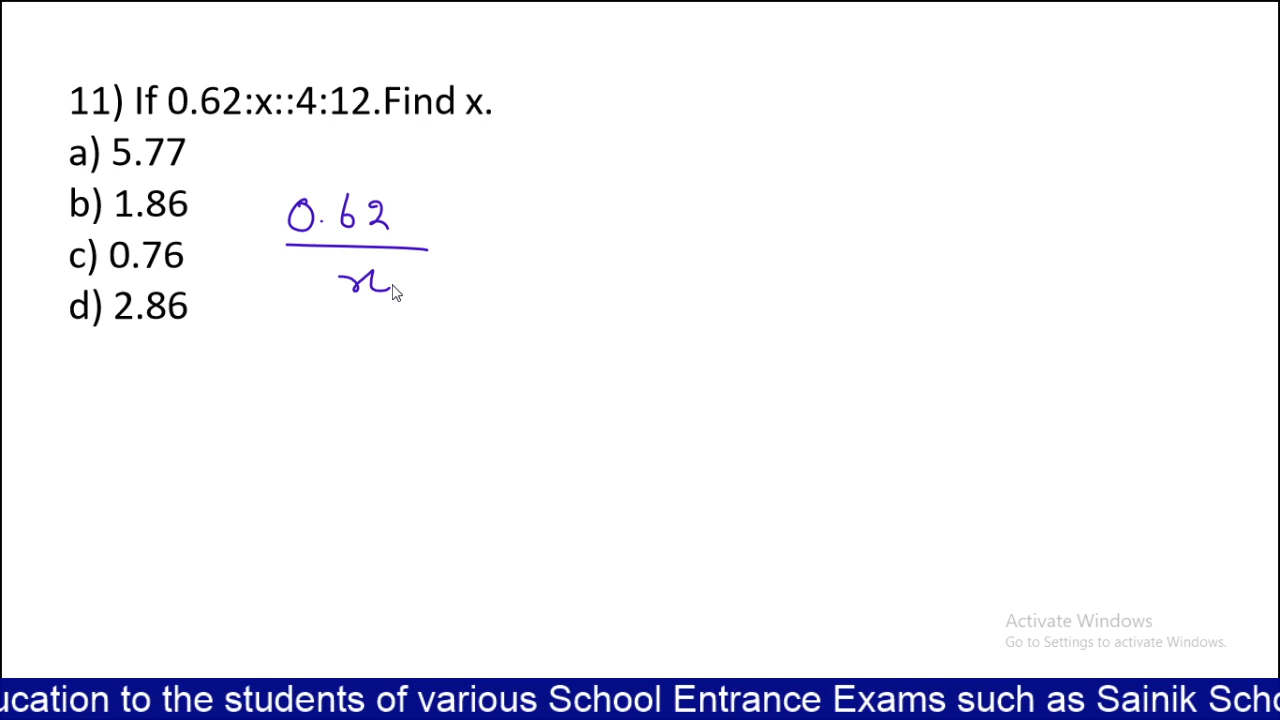 11) If 0.62:x::4:12.Find x.
a) 5.77
b) 1.86
c) 0.76
d) 2.86
0.62
x
Activate Windows
Go to Settings to activate Windows.
ucation to the students of various School Entrance Exams such as Sainik Scho